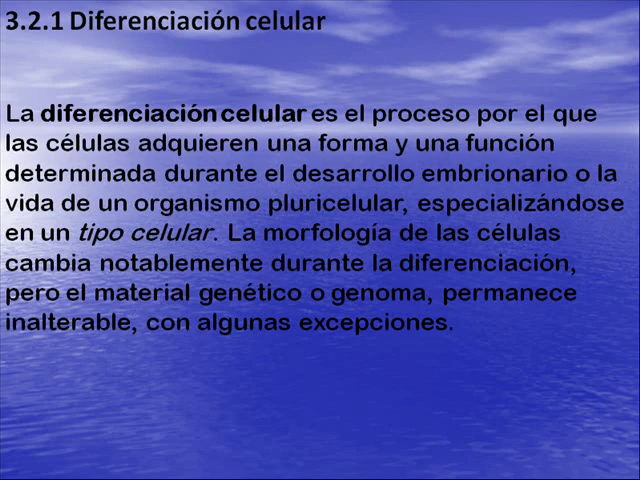 3.2.1 Diferenciación celular
La diferenciación celular es el proceso por el que
las células adquieren una forma y una función
determinada durante el desarrollo embrionario o la
vida de un organismo pluricelular, especializándose
en un tipo celular. La morfología de las células
cambia notablemente durante la diferenciación,
pero el material genético o genoma, permanece
inalterable, con algunas excepciones.